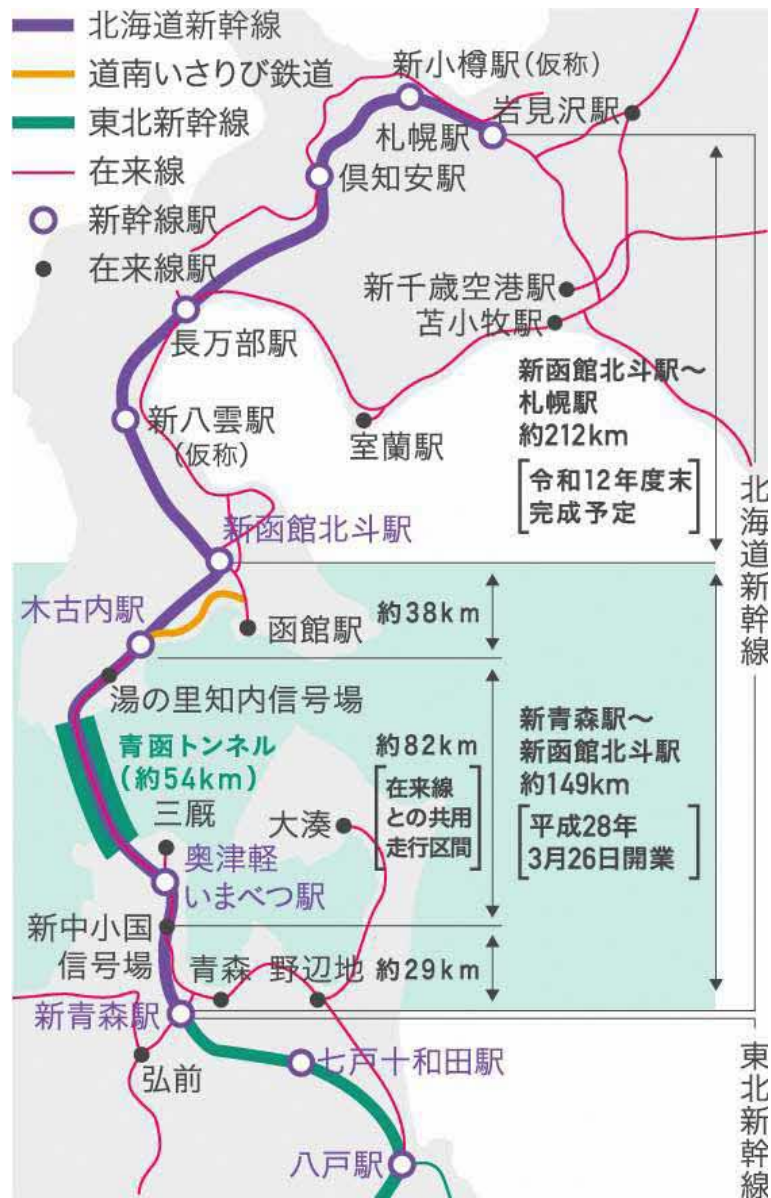 北海道新幹線
道南いさりび鉄道
東北新幹線
在来線
新幹線駅
在来線駅
新小樽駅(仮称)
岩見沢駅
札幌駅
倶知安駅
新千歳空港駅
苫小牧駅
長万部駅
新八雲駅
(仮称)
室蘭駅
新函館北斗駅〜
札幌駅
約212km
令和12年度末
完成予定
北海道新幹線
新函館北斗駅
木古内駅
函館駅
約38km
湯の里知内信号場
青函トンネル
(約54km)
約82km
在来線
との共用
走行区間
新青森駅〜
新函館北斗駅
約149km
平成28年
3月26日開業
三厩
大湊
奥津軽
いまべつ駅
新中小国
信号場
青森
野辺地
約29km
新青森駅
弘前
七戸十和田駅
八戸駅
東北新幹線